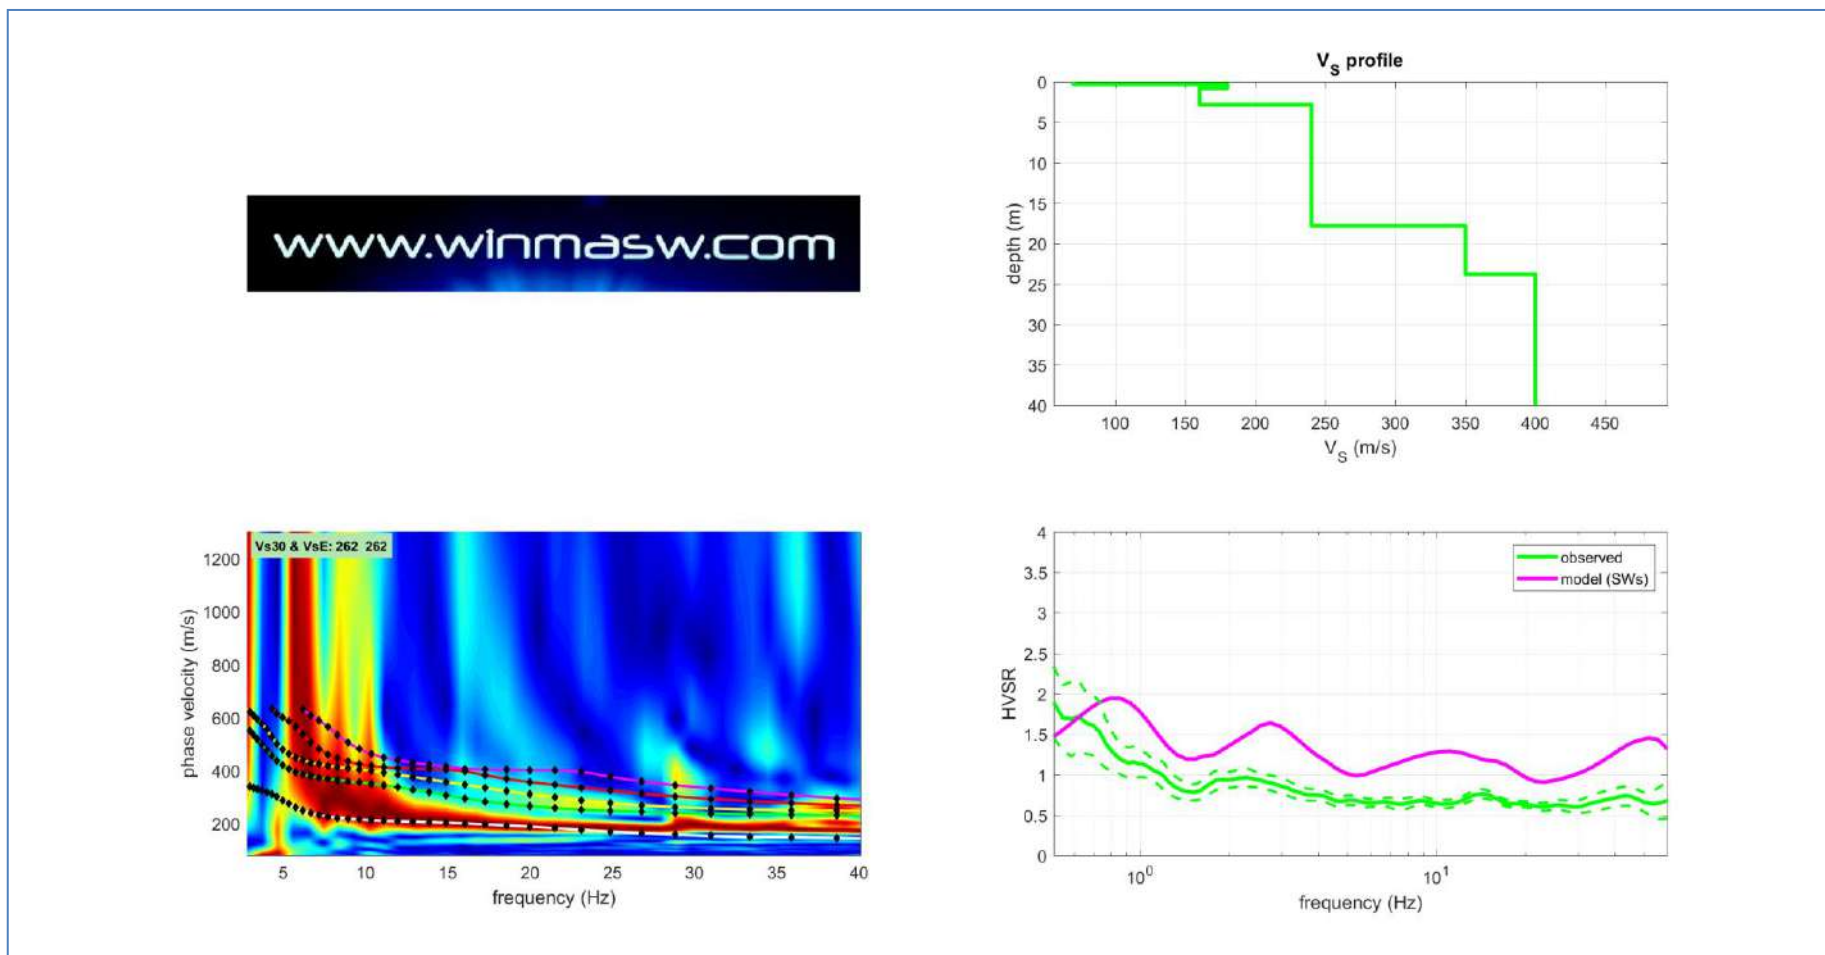 www.winmasw.com
V_S profile
0
5
10
15
20
25
30
35
40
depth (m)
100 150 200 250 300 350 400 450
V_S (m/s)
Vs30 & VsE: 262 262
1200
1000
800
600
400
200
phase velocity (m/s)
5 10 15 20 25 30 35 40
frequency (Hz)
4
3.5
3
2.5
2
1.5
1
0.5
0
HVSR
observed
model (SWs)
10^0 10^1
frequency (Hz)